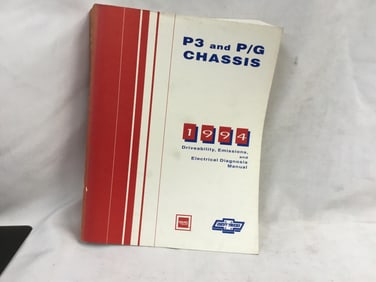 P3 and P/G
CHASSIS
1994
Driveability, Emissions,
and
Electrical Diagnosis
Manual